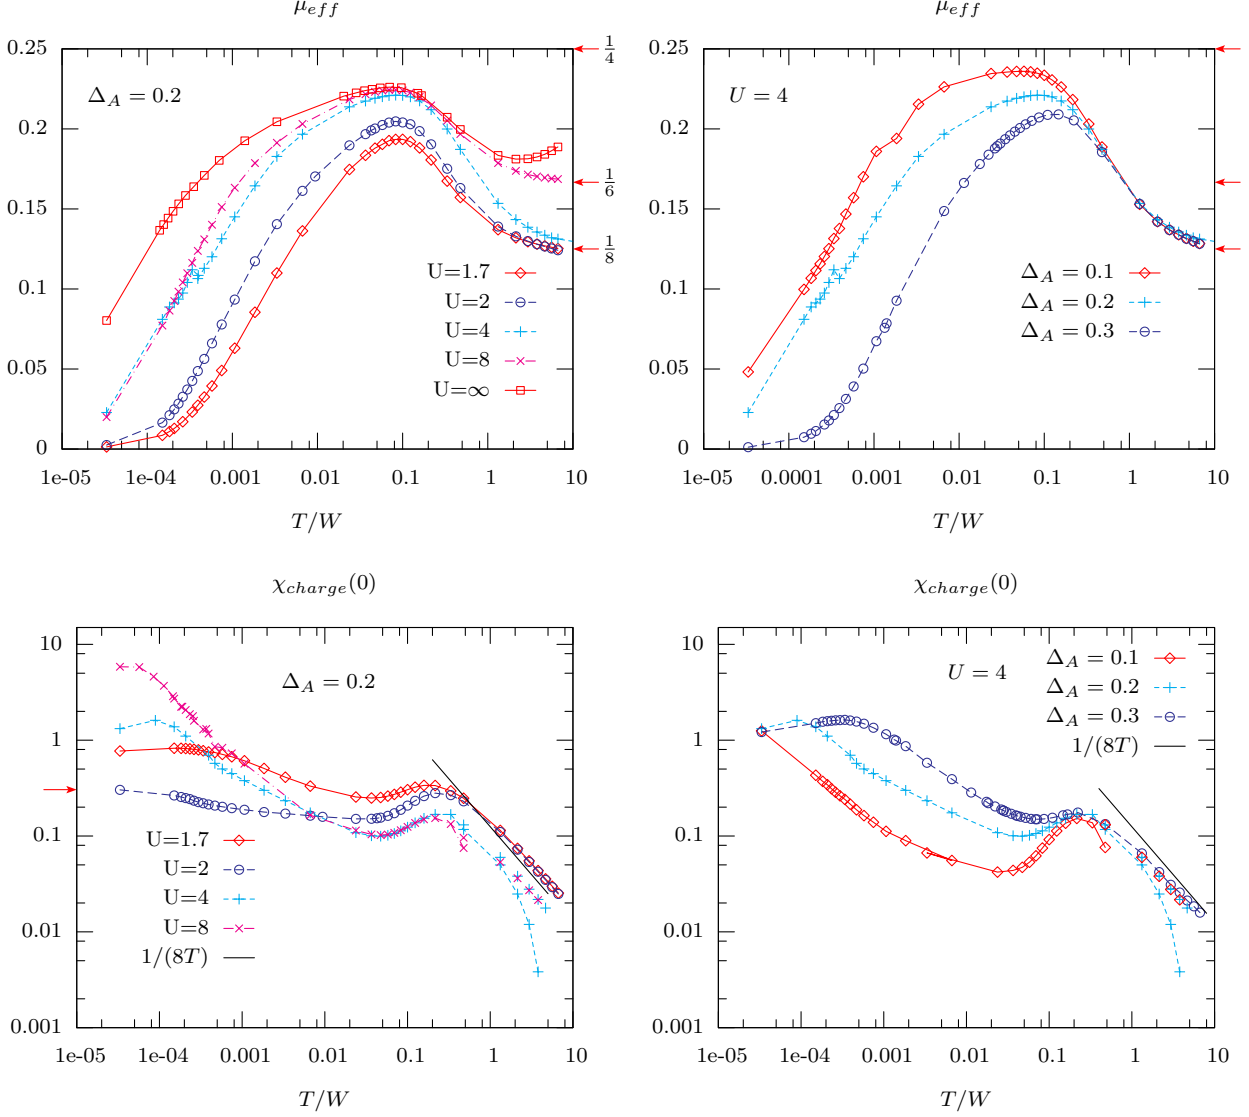 μ_eff
0.25
0.2
0.15
0.1
0.05
0
Δ_A = 0.2
1/4
1/6
1/8
U=1.7
U=2
U=4
U=8
U=∞
1e-05 1e-04 0.001 0.01 0.1 1 10
T/W
μ_eff
0.25
0.2
0.15
0.1
0.05
0
U = 4
Δ_A = 0.1
Δ_A = 0.2
Δ_A = 0.3
1e-05 0.0001 0.001 0.01 0.1 1 10
T/W
χ_charge(0)
10
1
0.1
0.01
0.001
Δ_A = 0.2
U=1.7
U=2
U=4
U=8
1/(8T)
1e-05 1e-04 0.001 0.01 0.1 1 10
T/W
χ_charge(0)
10
1
0.1
0.01
0.001
U = 4
Δ_A = 0.1
Δ_A = 0.2
Δ_A = 0.3
1/(8T)
1e-05 1e-04 0.001 0.01 0.1 1 10
T/W